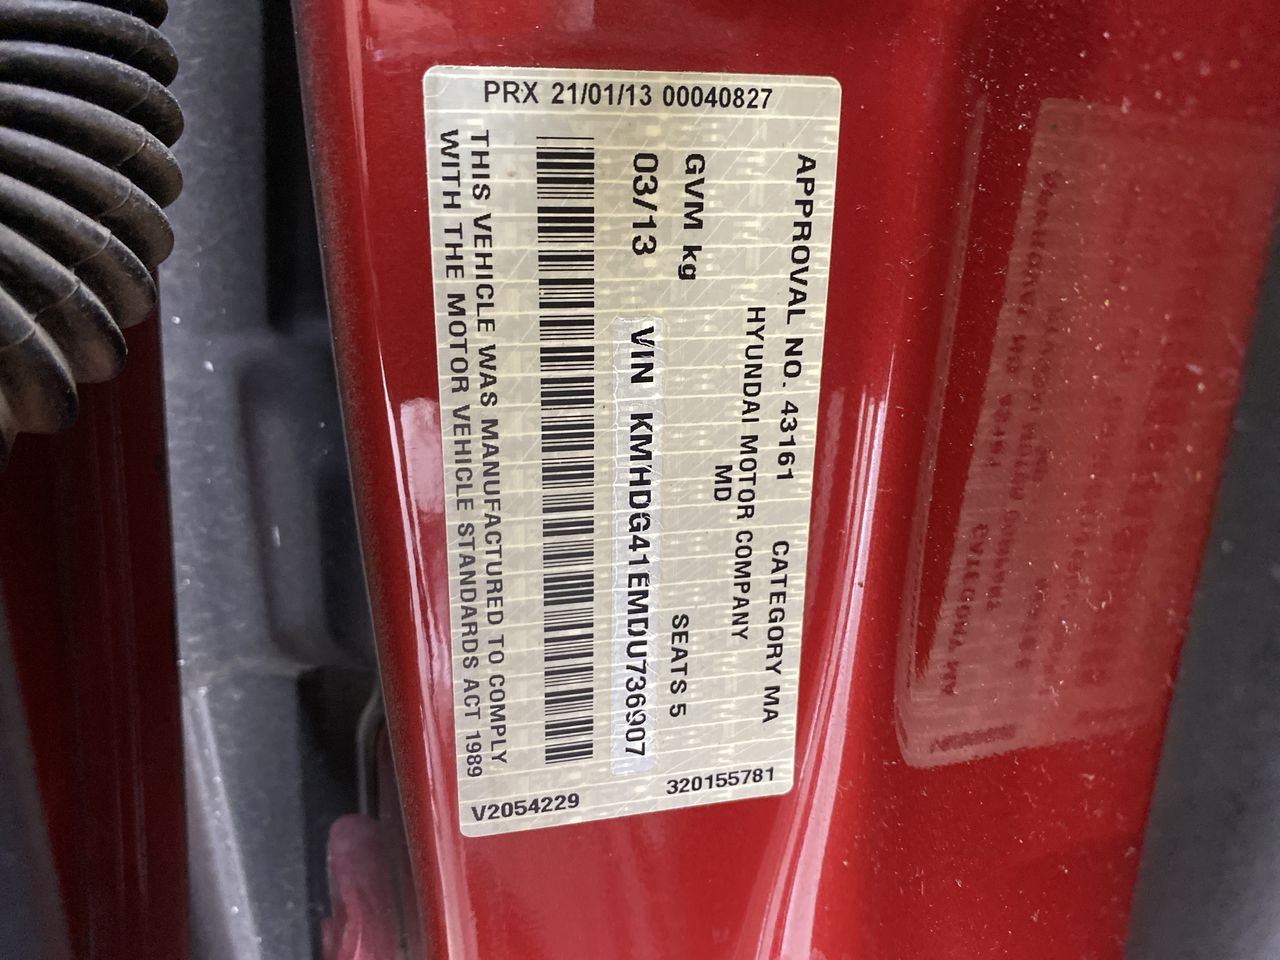 PRX 21/01/13 00040827
APPROVAL NO. 43161 CATEGORY MA
HYUNDAI MOTOR COMPANY
MD
GVM kg SEATS 5
03/13 VIN KMHDG41EMDU736907
THIS VEHICLE WAS MANUFACTURED TO COMPLY
WITH THE MOTOR VEHICLE STANDARDS ACT 1989
320155781
V2054229